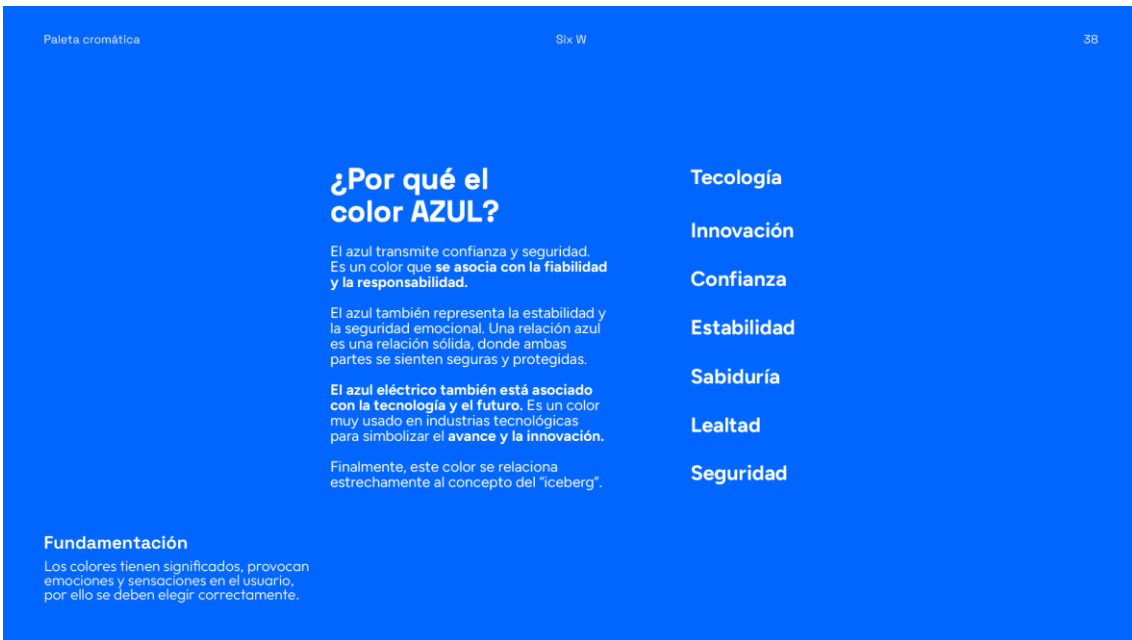 Paleta cromática
Six W
38
¿Por qué el
color AZUL?
El azul transmite confianza y seguridad.
Es un color que se asocia con la fiabilidad
y la responsabilidad.
El azul también representa la estabilidad y
la seguridad emocional. Una relación azul
es una relación sólida, donde ambas
partes se sienten seguras y protegidas.
El azul eléctrico también está asociado
con la tecnología y el futuro. Es un color
muy usado en industrias tecnológicas
para simbolizar el avance y la innovación.
Finalmente, este color se relaciona
estrechamente al concepto del “iceberg”.
Tecología
Innovación
Confianza
Estabilidad
Sabiduría
Lealtad
Seguridad
Fundamentación
Los colores tienen significados, provocan
emociones y sensaciones en el usuario,
por ello se deben elegir correctamente.